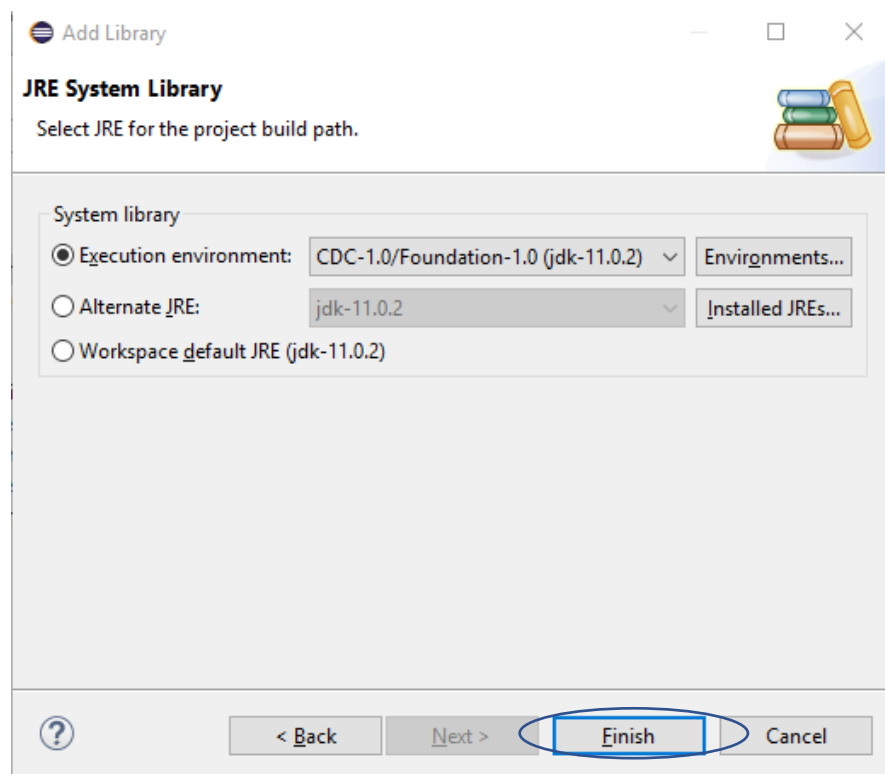 Add Library
JRE System Library
Select JRE for the project build path.
System library
Execution environment: CDC-1.0/Foundation-1.0 (jdk-11.0.2) Environments...
Alternate JRE: jdk-11.0.2 Installed JREs...
Workspace default JRE (jdk-11.0.2)
? < Back Next > Finish Cancel